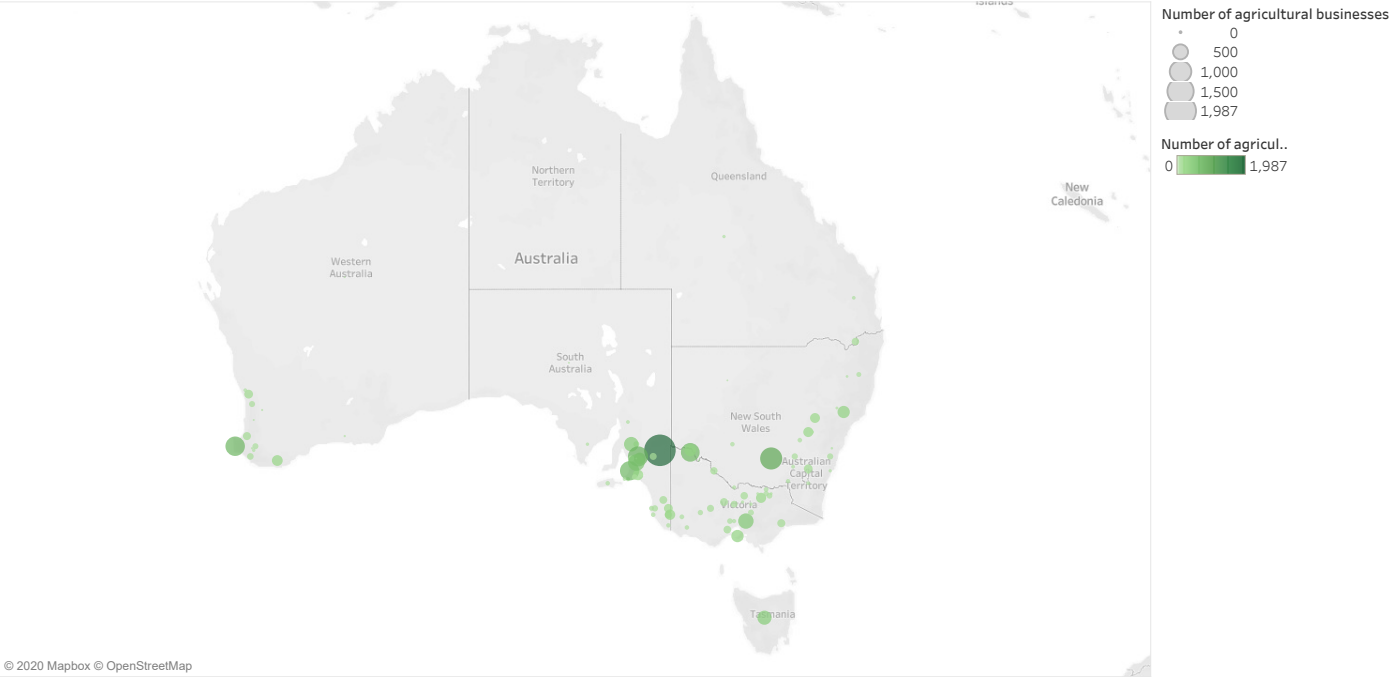 Islands
Number of agricultural businesses
0
500
1,000
1,500
1,987
Number of agricul..
0
1,987
Northern
Territory
Queensland
New
Caledonia
Australia
Western
Australia
South
Australia
New South
Wales
Australian
Capital
Territory
Victoria
Tasmania
© 2020 Mapbox © OpenStreetMap